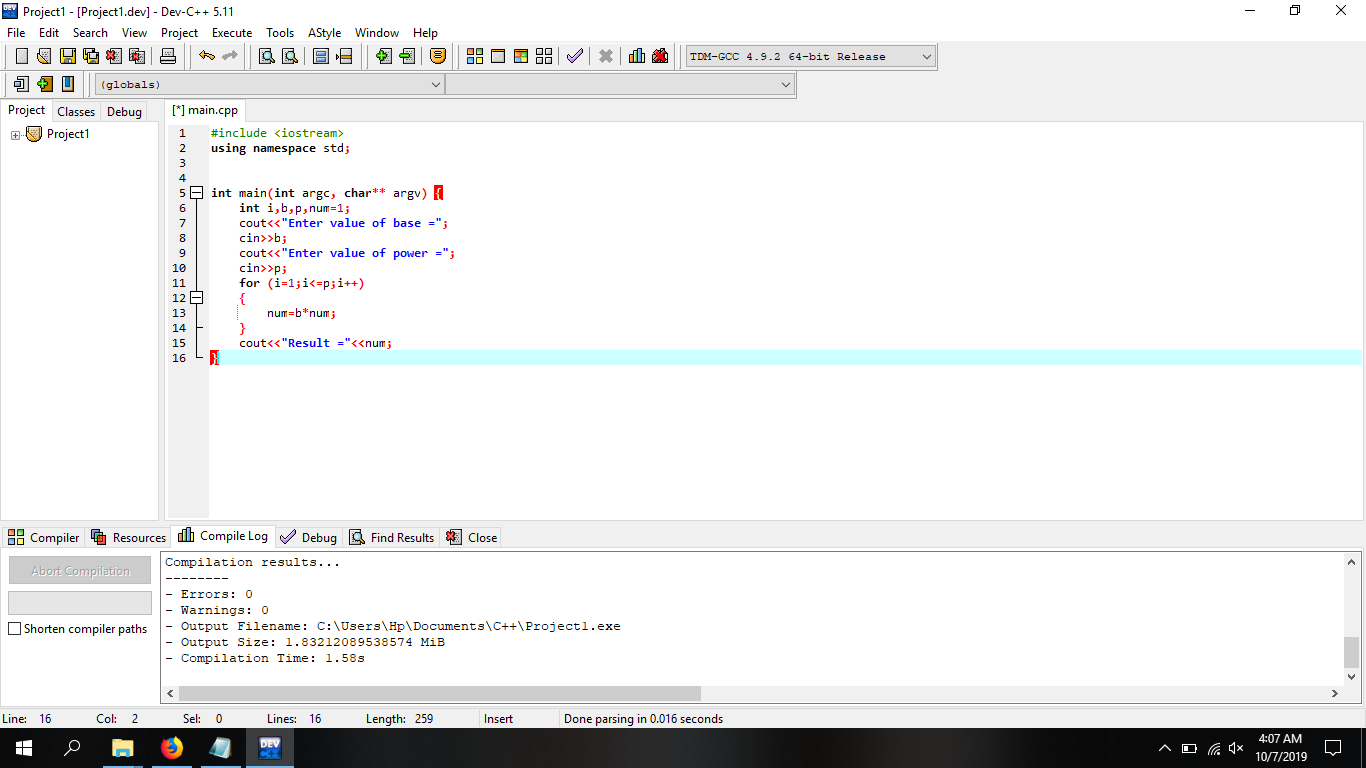 Project1 - [Project1.dev] - Dev-C++ 5.11
File Edit Search View Project Execute Tools AStyle Window Help
TDM-GCC 4.9.2 64-bit Release
(globals)
Project Classes Debug
[*] main.cpp
Project1
1 #include <iostream>
2 using namespace std;
3
4
5 int main(int argc, char** argv) {
6 int i,b,p,num=1;
7 cout<<"Enter value of base =";
8 cin>>b;
9 cout<<"Enter value of power =";
10 cin>>p;
11 for (i=1;i<=p;i++)
12 {
13 num=b*num;
14 }
15 cout<<"Result ="<<num;
16 }
Compiler Resources Compile Log Debug Find Results Close
Abort Compilation
Shorten compiler paths
Compilation results...
--------
- Errors: 0
- Warnings: 0
- Output Filename: C:\Users\Hp\Documents\C++\Project1.exe
- Output Size: 1.83212089538574 MiB
- Compilation Time: 1.58s
Line: 16 Col: 2 Sel: 0 Lines: 16 Length: 259 Insert Done parsing in 0.016 seconds
DEV
4:07 AM
10/7/2019